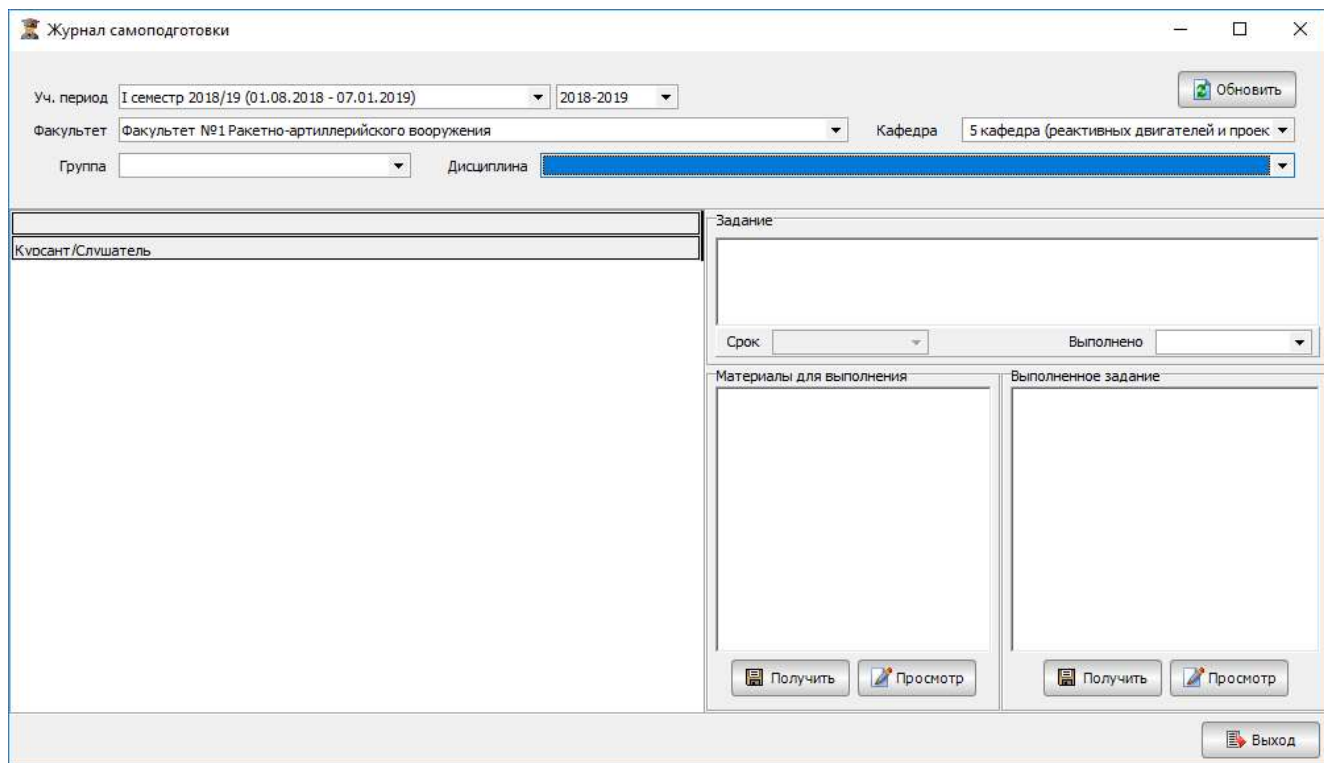 Журнал самоподготовки
Уч. период I семестр 2018/19 (01.08.2018 - 07.01.2019) 2018-2019 Обновить
Факультет Факультет №1 Ракетно-артиллерийского вооружения Кафедра 5 кафедра (реактивных двигателей и проек
Группа Дисциплина
Задание
Курсант/Слушатель
Срок Выполнено
Материалы для выполнения Выполненное задание
Получить Просмотр Получить Просмотр
Выход